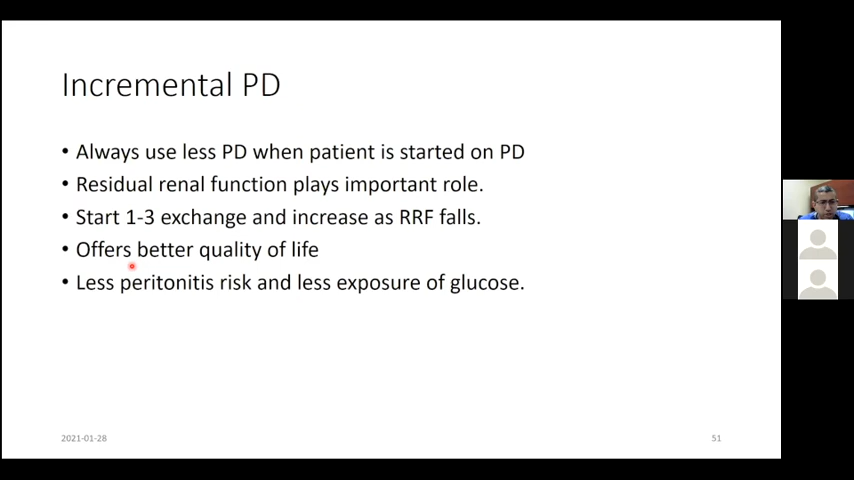 Incremental PD
• Always use less PD when patient is started on PD
• Residual renal function plays important role.
• Start 1-3 exchange and increase as RRF falls.
• Offers better quality of life
• Less peritonitis risk and less exposure of glucose.
2021-01-28
51